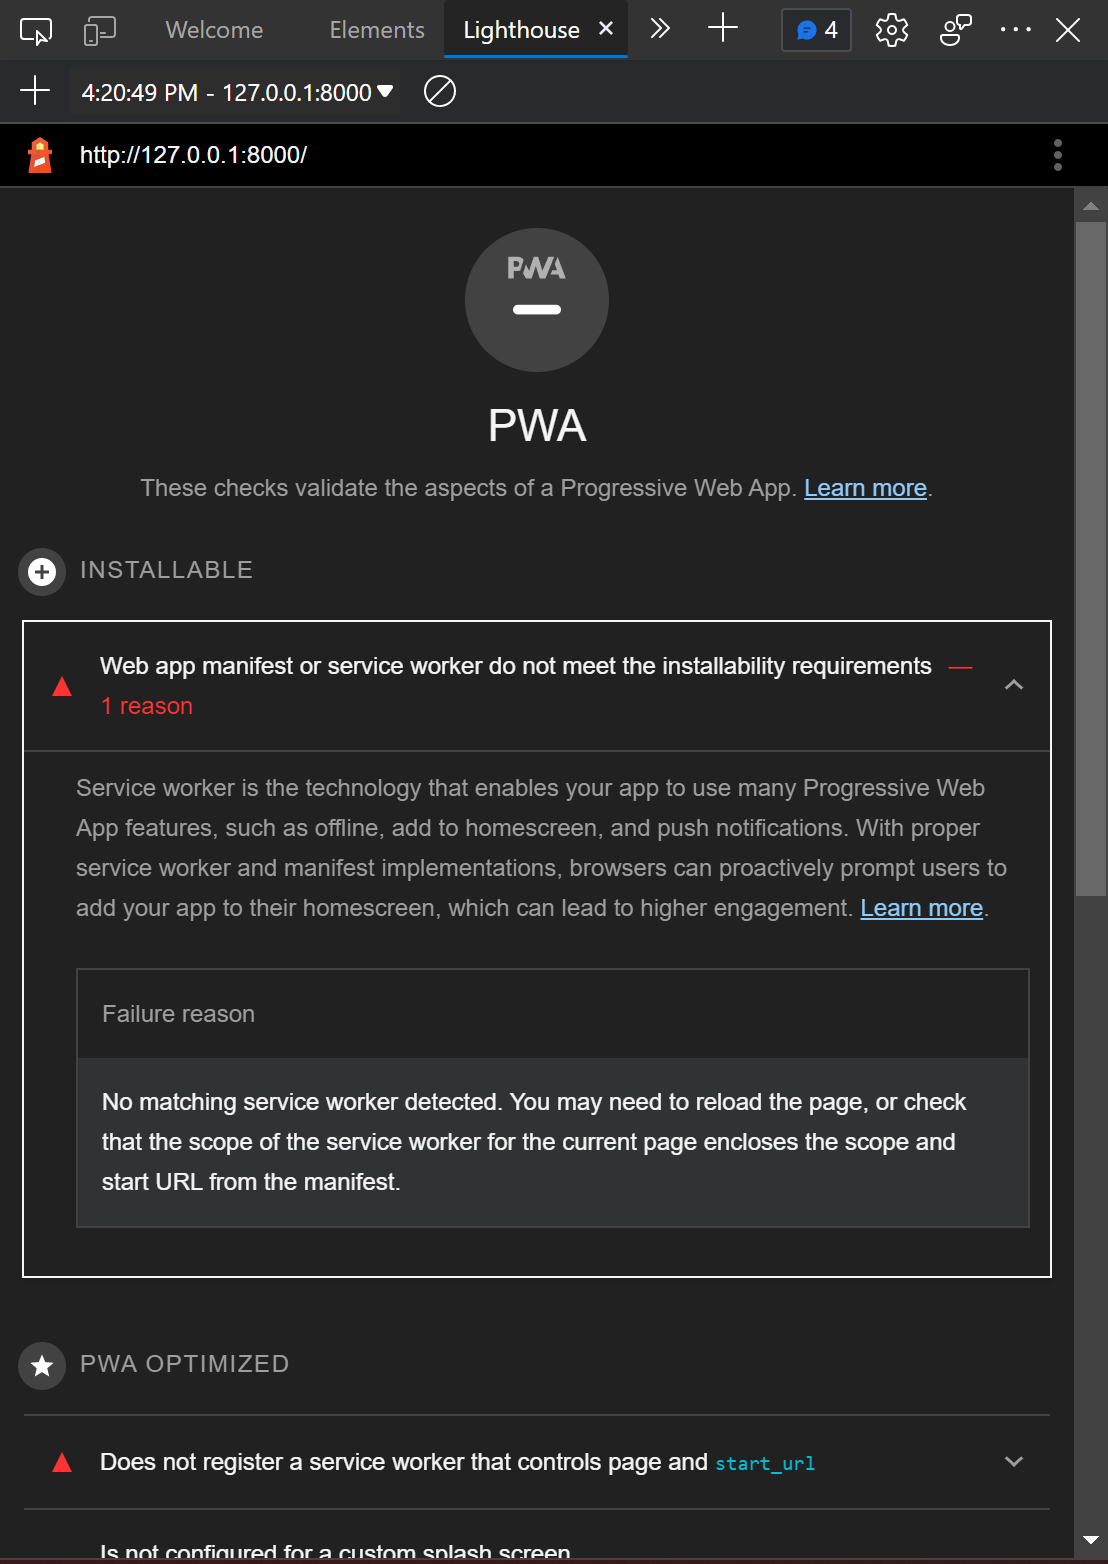 Welcome Elements Lighthouse 4
4:20:49 PM - 127.0.0.1:8000
http://127.0.0.1:8000/
PWA
PWA
These checks validate the aspects of a Progressive Web App. Learn more.
INSTALLABLE
Web app manifest or service worker do not meet the installability requirements —
1 reason
Service worker is the technology that enables your app to use many Progressive Web
App features, such as offline, add to homescreen, and push notifications. With proper
service worker and manifest implementations, browsers can proactively prompt users to
add your app to their homescreen, which can lead to higher engagement. Learn more.
Failure reason
No matching service worker detected. You may need to reload the page, or check
that the scope of the service worker for the current page encloses the scope and
start URL from the manifest.
PWA OPTIMIZED
Does not register a service worker that controls page and start_url
Is not configured for a custom splash screen